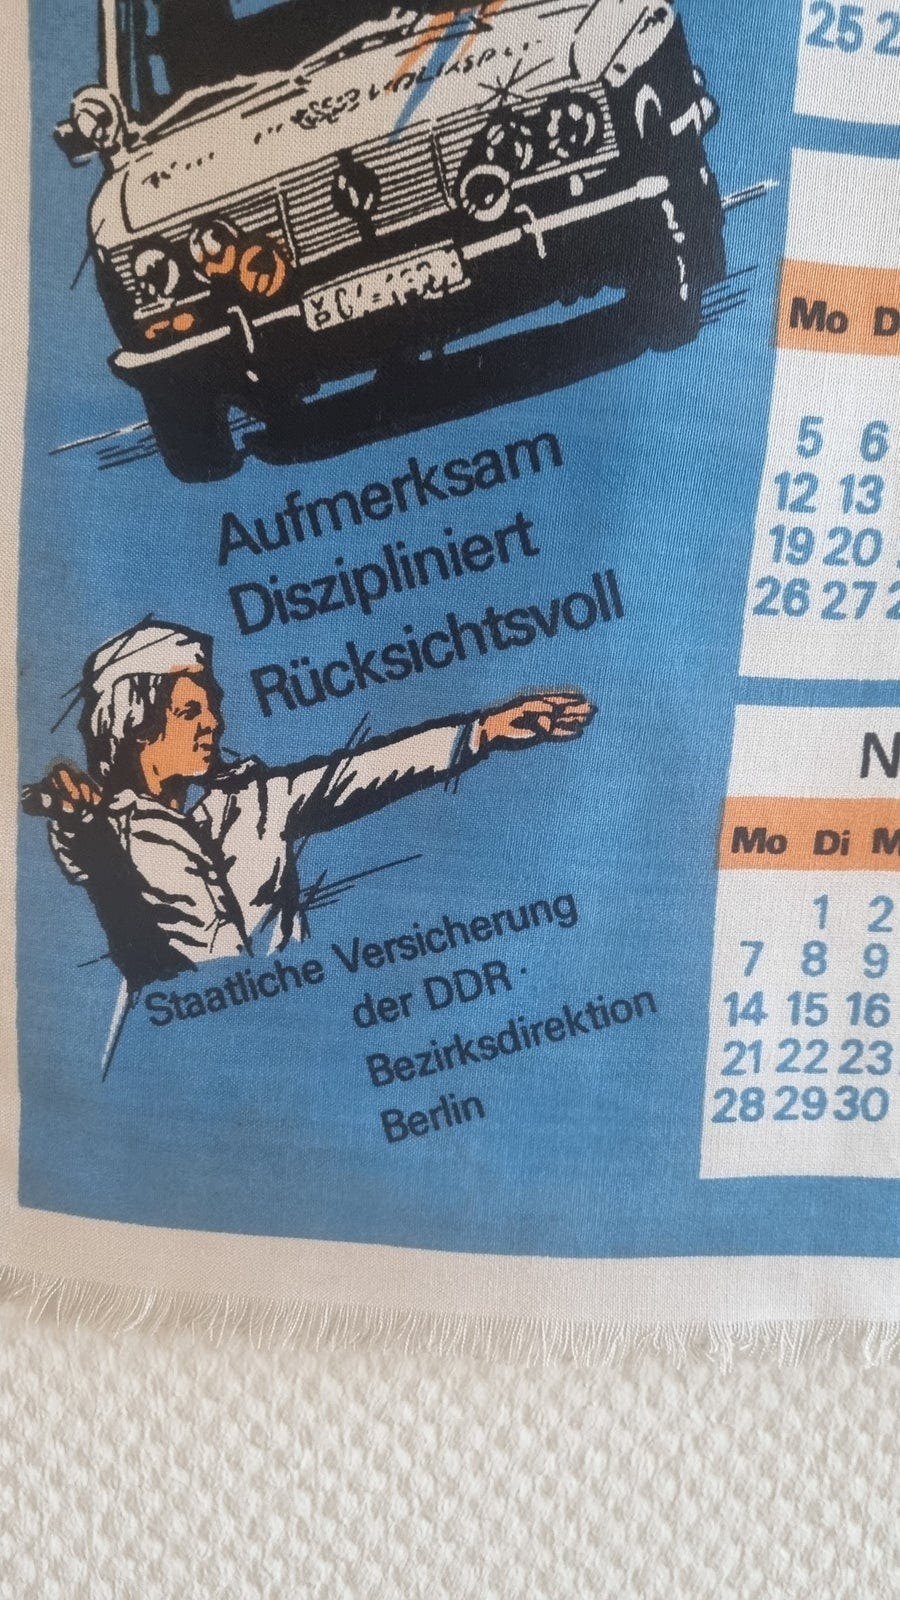 25
Mo
5 6
12 13
19 20
26 27
Aufmerksam
Diszipliniert
Rücksichtsvoll
Staatliche Versicherung
der DDR ·
Bezirksdirektion
Berlin
N
Mo Di M
1 2
7 8 9
14 15 16
21 22 23
28 29 30